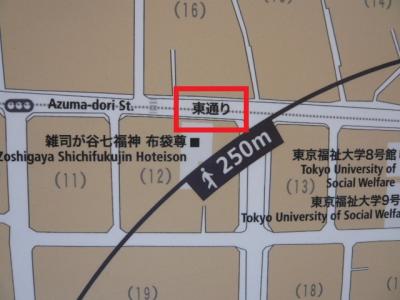 (16)
(15)
Azuma-dori St.
東通り
雑司が谷七福神 布袋尊
Zoshigaya Shichifukujin Hoteison
250m
東京福祉大学8号館
Tokyo University of
Social Welfare
(11)
(12)
(13)
東京福祉大学9号
Tokyo University of Social Welfare
(19)
(18)